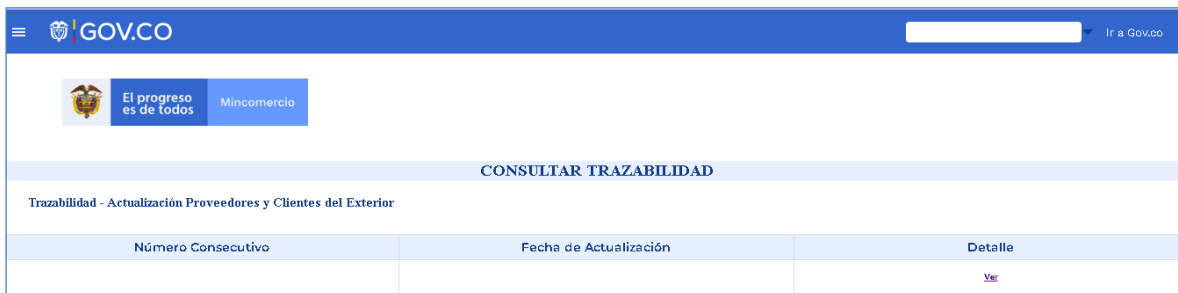 GOV.CO
Ir a Gov.co
El progreso
es de todos
Mincomercio
CONSULTAR TRAZABILIDAD
Trazabilidad - Actualización Proveedores y Clientes del Exterior
Número Consecutivo
Fecha de Actualización
Detalle
Ver